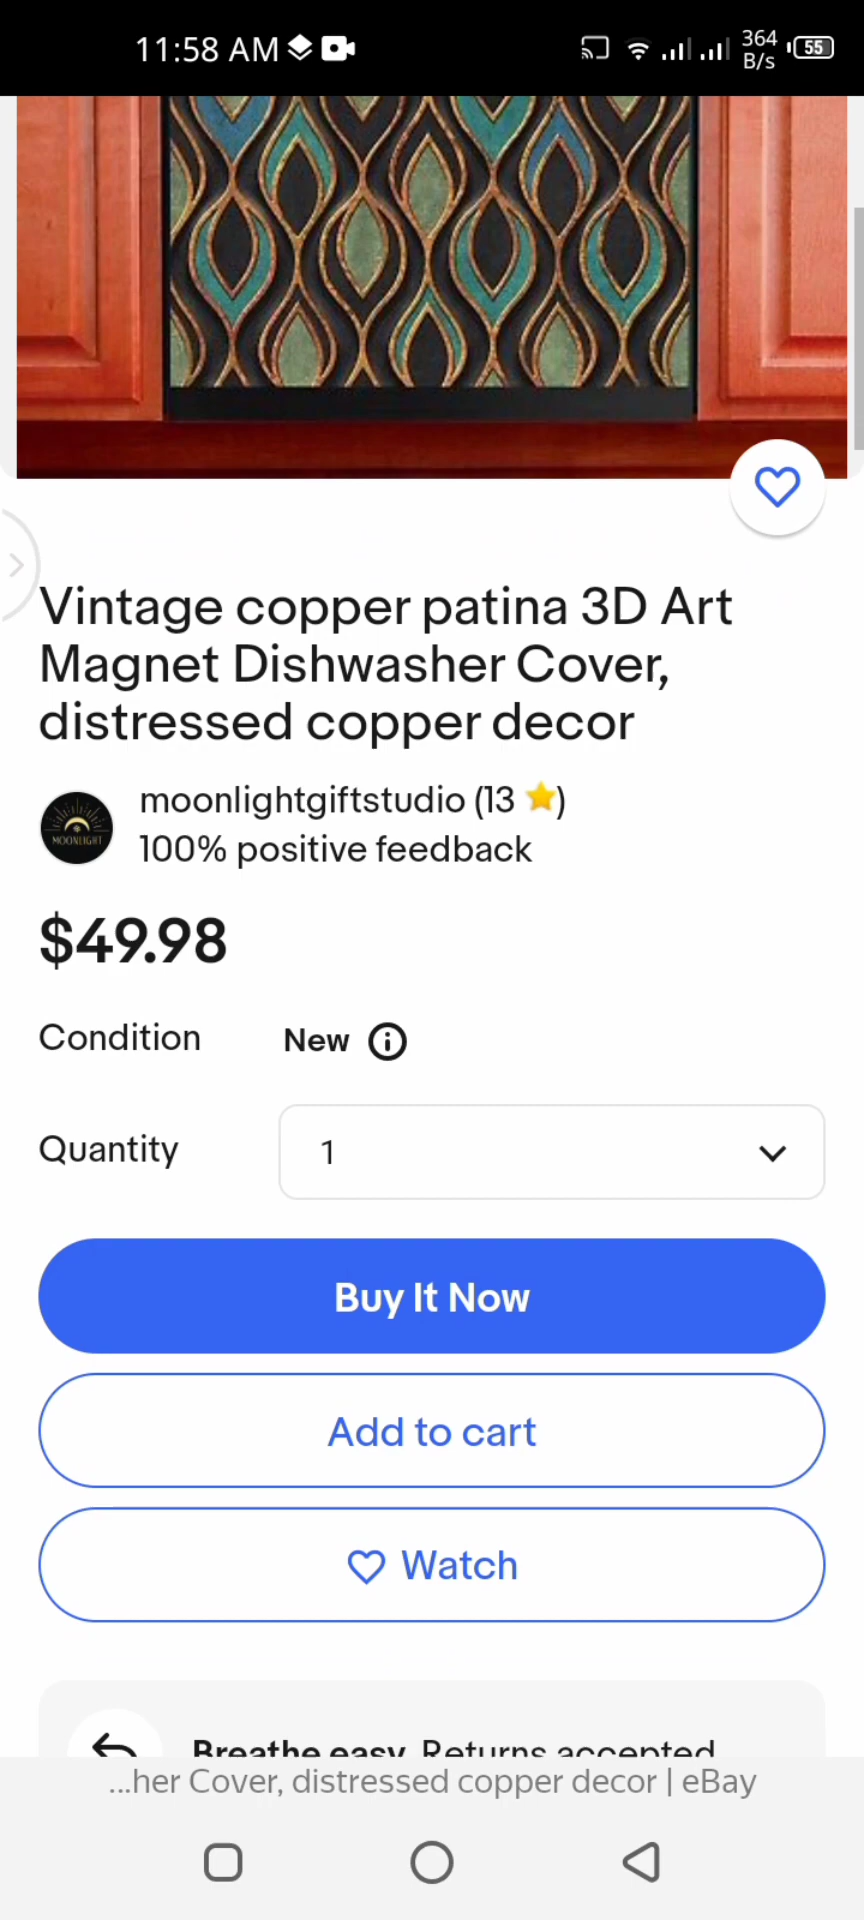 11:58 AM
364
B/s
55
Vintage copper patina 3D Art
Magnet Dishwasher Cover,
distressed copper decor
moonlightgiftstudio (13 ⭐)
MOONLIGHT
100% positive feedback
$49.98
Condition
New
Quantity
1
Buy It Now
Add to cart
Watch
Breathe easy. Returns accepted
...her Cover, distressed copper decor | eBay